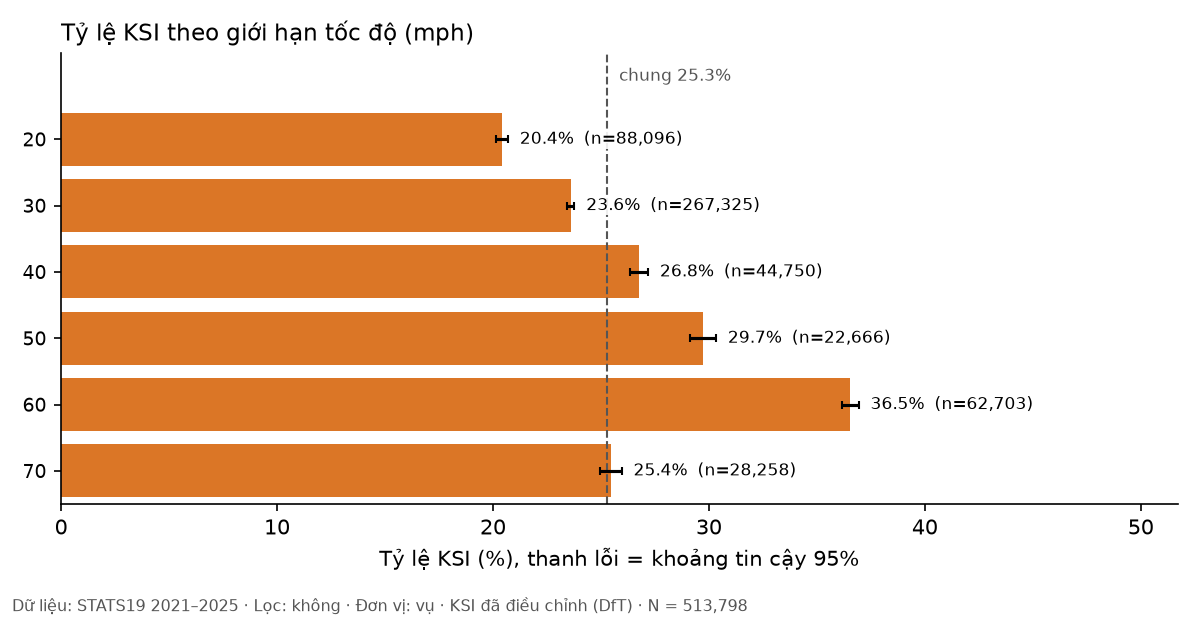 Tỷ lệ KSI theo giới hạn tốc độ (mph)
chung 25.3%
20
20.4% (n=88,096)
30
23.6% (n=267,325)
40
26.8% (n=44,750)
50
29.7% (n=22,666)
60
36.5% (n=62,703)
70
25.4% (n=28,258)
0 10 20 30 40 50
Tỷ lệ KSI (%), thanh lỗi = khoảng tin cậy 95%
Dữ liệu: STATS19 2021–2025 · Lọc: không · Đơn vị: vụ · KSI đã điều chỉnh (DfT) · N = 513,798